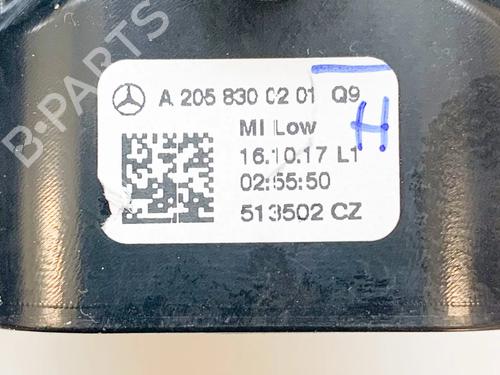 B-PARTS
A 205 830 02 01 Q9
MI Low
H
16.10.17 L1
02:55:50
513502 CZ